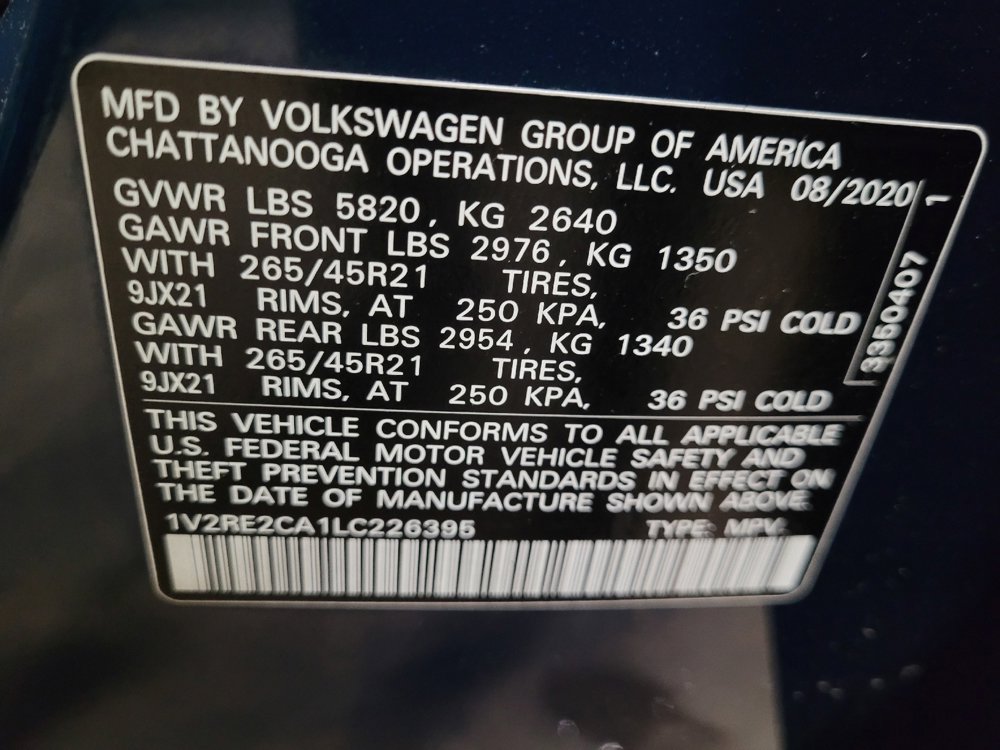 MFD BY VOLKSWAGEN GROUP OF AMERICA
CHATTANOOGA OPERATIONS, LLC. USA 08/2020
GVWR LBS 5820, KG 2640
GAWR FRONT LBS 2976, KG 1350
WITH 265/45R21 TIRES,
9JX21 RIMS, AT 250 KPA, 36 PSI COLD
GAWR REAR LBS 2954, KG 1340
WITH 265/45R21 TIRES,
9JX21 RIMS, AT 250 KPA, 36 PSI COLD
THIS VEHICLE CONFORMS TO ALL APPLICABLE
U.S. FEDERAL MOTOR VEHICLE SAFETY AND
THEFT PREVENTION STANDARDS IN EFFECT ON
THE DATE OF MANUFACTURE SHOWN ABOVE.
1V2RE2CA1LC226395 TYPE: MPV
3350407 1